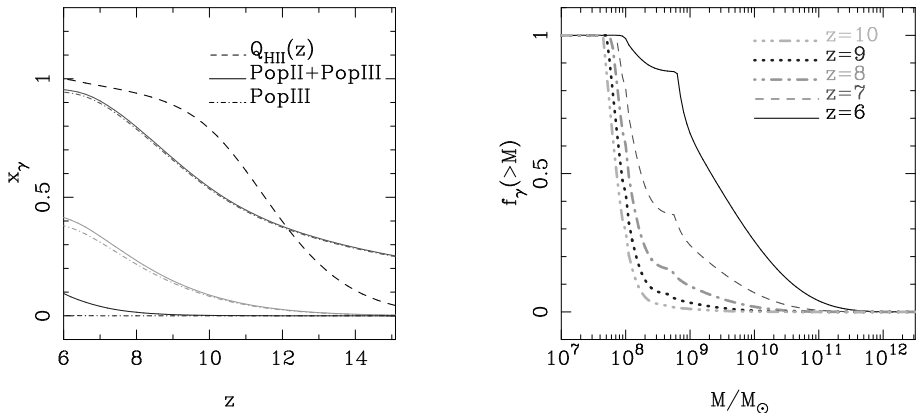 Q_HII(z)
PopII+PopIII
PopIII
1
0.5
0
x_γ
6 8 10 12 14
z
z=10
z=9
z=8
z=7
z=6
1
0.5
0
f_γ(>M)
10^7 10^8 10^9 10^10 10^11 10^12
M/M_⊙